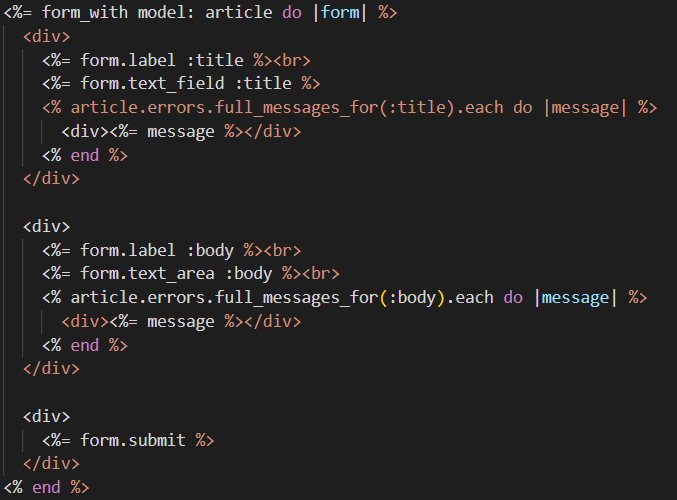 <%= form_with model: article do |form| %>
  <div>
    <%= form.label :title %><br>
    <%= form.text_field :title %>
    <% article.errors.full_messages_for(:title).each do |message| %>
      <div><%= message %></div>
    <% end %>
  </div>

  <div>
    <%= form.label :body %><br>
    <%= form.text_area :body %><br>
    <% article.errors.full_messages_for(:body).each do |message| %>
      <div><%= message %></div>
    <% end %>
  </div>

  <div>
    <%= form.submit %>
  </div>
<% end %>